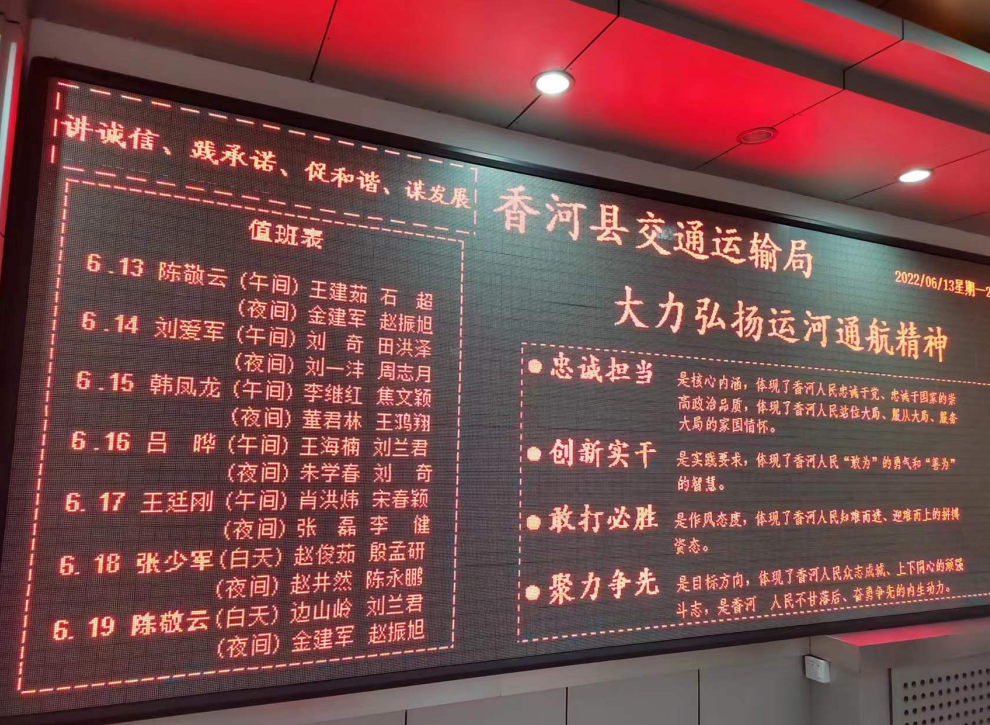 讲诚信、践承诺、促和谐、谋发展
值班表
6.13 陈敬云 (午间) 王建茹 石 超
(夜间) 金建军 赵振旭
6.14 刘爱军 (午间) 刘 奇 田洪泽
(夜间) 刘一沣 周志月
6.15 韩凤龙 (午间) 李继红 焦文颖
(夜间) 董君林 王鸿翔
6.16 吕 晔 (午间) 王海楠 刘兰君
(夜间) 朱学春 刘 奇
6.17 王廷刚 (午间) 肖洪炜 宋春颖
(夜间) 张 磊 李 健
6.18 张少军 (白天) 赵俊茹 殷孟研
(夜间) 赵井然 陈永鹏
6.19 陈敬云 (白天) 边山岭 刘兰君
(夜间) 金建军 赵振旭
香河县交通运输局
2022/06/13星期一2
大力弘扬运河通航精神
●忠诚担当
是核心内涵，体现了香河人民忠诚于党、忠诚于国家的崇
高政治品质，体现了香河人民站位大局、服从大局、服务
大局的家国情怀。
●创新实干
是实践要求，体现了香河人民“敢为”的勇气和“善为”
的智慧。
●敢打必胜
是作风态度，体现了香河人民知难而进、迎难而上的拼搏
姿态。
●聚力争先
是目标方向，体现了香河人民众志成城、上下同心的顽强
斗志，是香河 人民不甘落后、奋勇争先的内生动力。